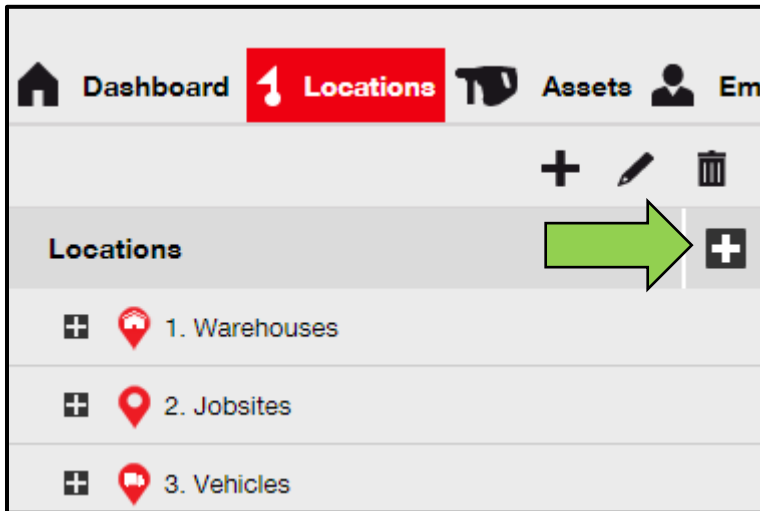 Dashboard Locations Assets Em
Locations
1. Warehouses
2. Jobsites
3. Vehicles